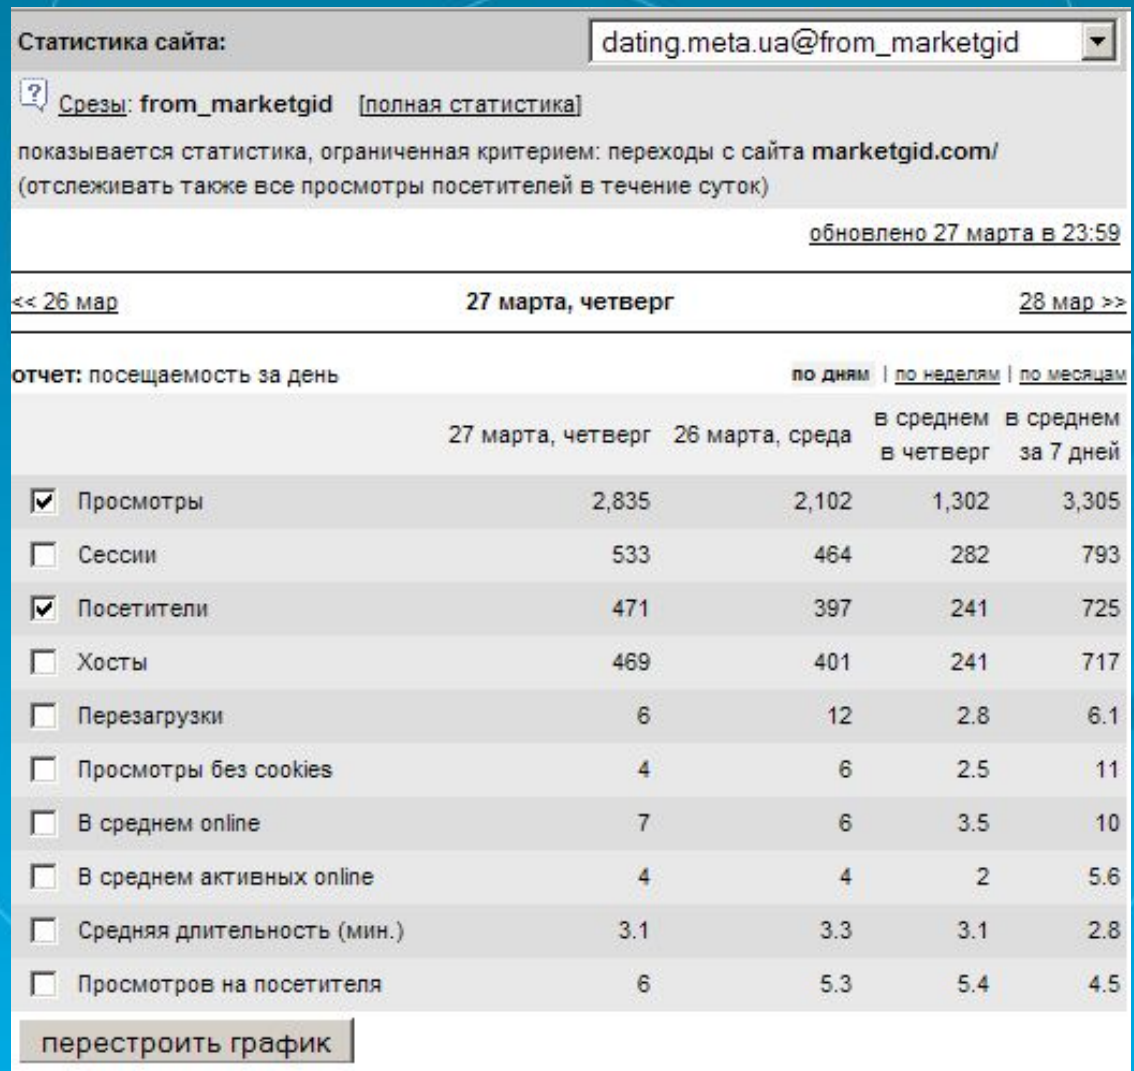 Статистика сайта: dating.meta.ua@from_marketgid
? Срезы: from_marketgid [полная статистика]
показывается статистика, ограниченная критерием: переходы с сайта marketgid.com/
(отслеживать также все просмотры посетителей в течение суток)
обновлено 27 марта в 23:59
<< 26 мар 27 марта, четверг 28 мар >>
отчет: посещаемость за день по дням | по неделям | по месяцам
27 марта, четверг 26 марта, среда в среднем в четверг в среднем за 7 дней
Просмотры 2,835 2,102 1,302 3,305
Сессии 533 464 282 793
Посетители 471 397 241 725
Хосты 469 401 241 717
Перезагрузки 6 12 2.8 6.1
Просмотры без cookies 4 6 2.5 11
В среднем online 7 6 3.5 10
В среднем активных online 4 4 2 5.6
Средняя длительность (мин.) 3.1 3.3 3.1 2.8
Просмотров на посетителя 6 5.3 5.4 4.5
перестроить график